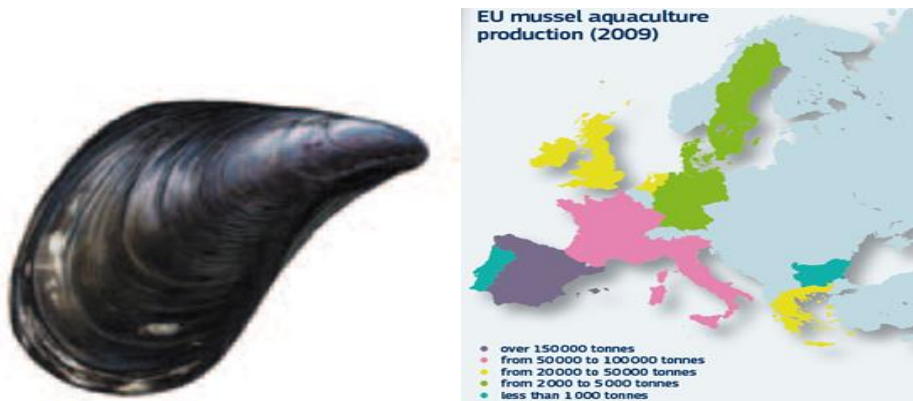 EU mussel aquaculture
production (2009)
over 150000 tonnes
from 50000 to 100000 tonnes
from 20000 to 50000 tonnes
from 2000 to 5000 tonnes
less than 1000 tonnes